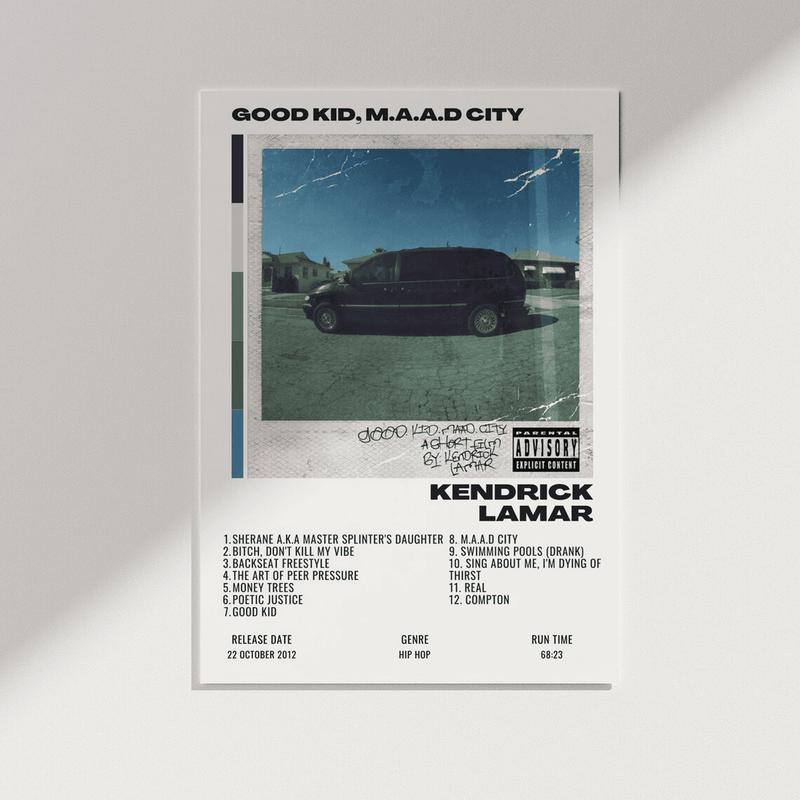 GOOD KID, M.A.A.D CITY
good kid, m.A.A.d city
A SHORT FILM
BY KENDRICK
LAMAR
PARENTAL
ADVISORY
EXPLICIT CONTENT
KENDRICK
LAMAR
1.SHERANE A.K.A MASTER SPLINTER'S DAUGHTER
2.BITCH, DON'T KILL MY VIBE
3.BACKSEAT FREESTYLE
4.THE ART OF PEER PRESSURE
5.MONEY TREES
6.POETIC JUSTICE
7.GOOD KID
8. M.A.A.D CITY
9. SWIMMING POOLS (DRANK)
10. SING ABOUT ME, I'M DYING OF
THIRST
11. REAL
12. COMPTON
RELEASE DATE
22 OCTOBER 2012
GENRE
HIP HOP
RUN TIME
68:23